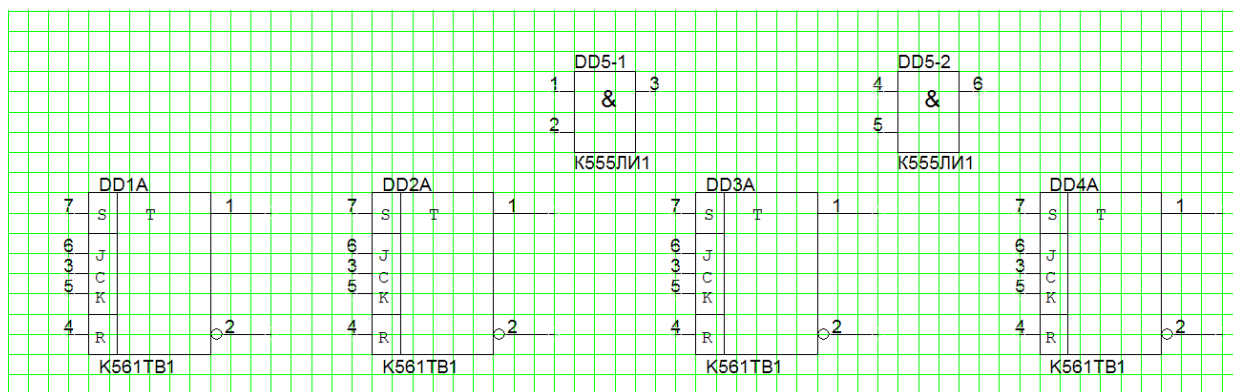 DD5-1 DD5-2
1 & 3 4 & 6
2 5
К555ЛИ1 К555ЛИ1
DD1A DD2A DD3A DD4A
7 S T 1 7 S T 1 7 S T 1 7 S T 1
6 J 6 J 6 J 6 J
3 C 3 C 3 C 3 C
5 K 5 K 5 K 5 K
4 R 2 4 R 2 4 R 2 4 R 2
К561ТВ1 К561ТВ1 К561ТВ1 К561ТВ1